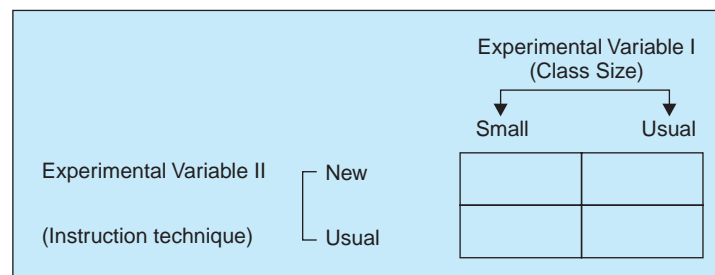 Experimental Variable I
(Class Size)
Small Usual
Experimental Variable II New
(Instruction technique) Usual